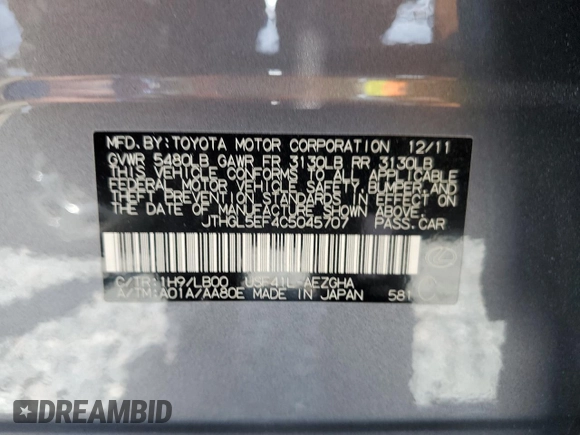 MFD.BY:TOYOTA MOTOR CORPORATION 12/11
GVWR 5480LB GAWR FR 3130LB RR 3130LB
THIS VEHICLE CONFORMS TO ALL APPLICABLE
FEDERAL MOTOR VEHICLE SAFETY, BUMPER, AND
THEFT PREVENTION STANDARDS IN EFFECT ON
THE DATE OF MANUFACTURE SHOWN ABOVE.
JTHGL5EF4C5045707 PASS.CAR
C/TR:1H9/LB00 USF41L-AEZGHA
A/TM:A01A/AA80E MADE IN JAPAN 581
DREAMBID